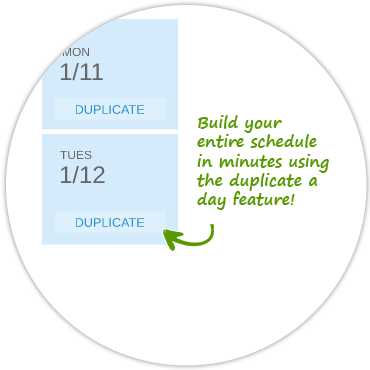 MON
1/11
DUPLICATE
TUES
1/12
DUPLICATE
Build your
entire schedule
in minutes using
the duplicate a
day feature!